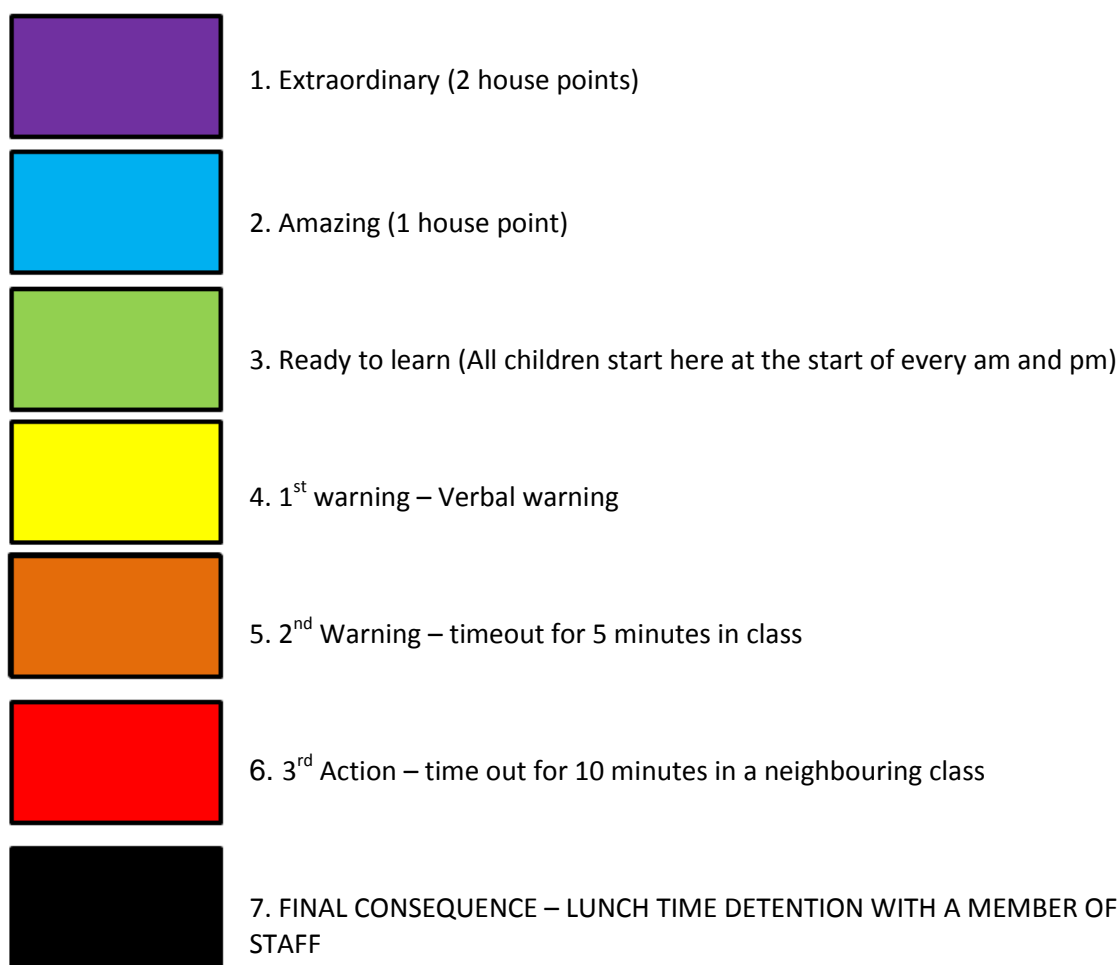 1. Extraordinary (2 house points)
2. Amazing (1 house point)
3. Ready to learn (All children start here at the start of every am and pm)
4. 1st warning – Verbal warning
5. 2nd Warning – timeout for 5 minutes in class
6. 3rd Action – time out for 10 minutes in a neighbouring class
7. FINAL CONSEQUENCE – LUNCH TIME DETENTION WITH A MEMBER OF
STAFF